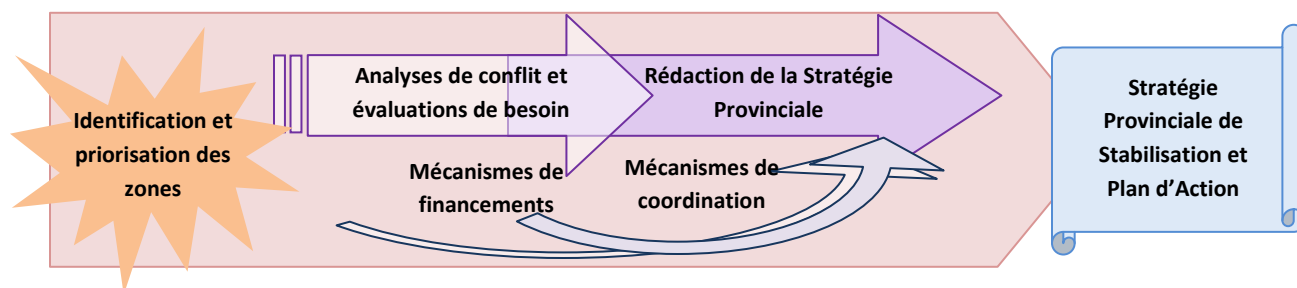 Identification et
priorisation des
zones
Analyses de conflit et
évaluations de besoin
Rédaction de la Stratégie
Provinciale
Mécanismes de
financements
Mécanismes de
coordination
Stratégie
Provinciale de
Stabilisation et
Plan d’Action